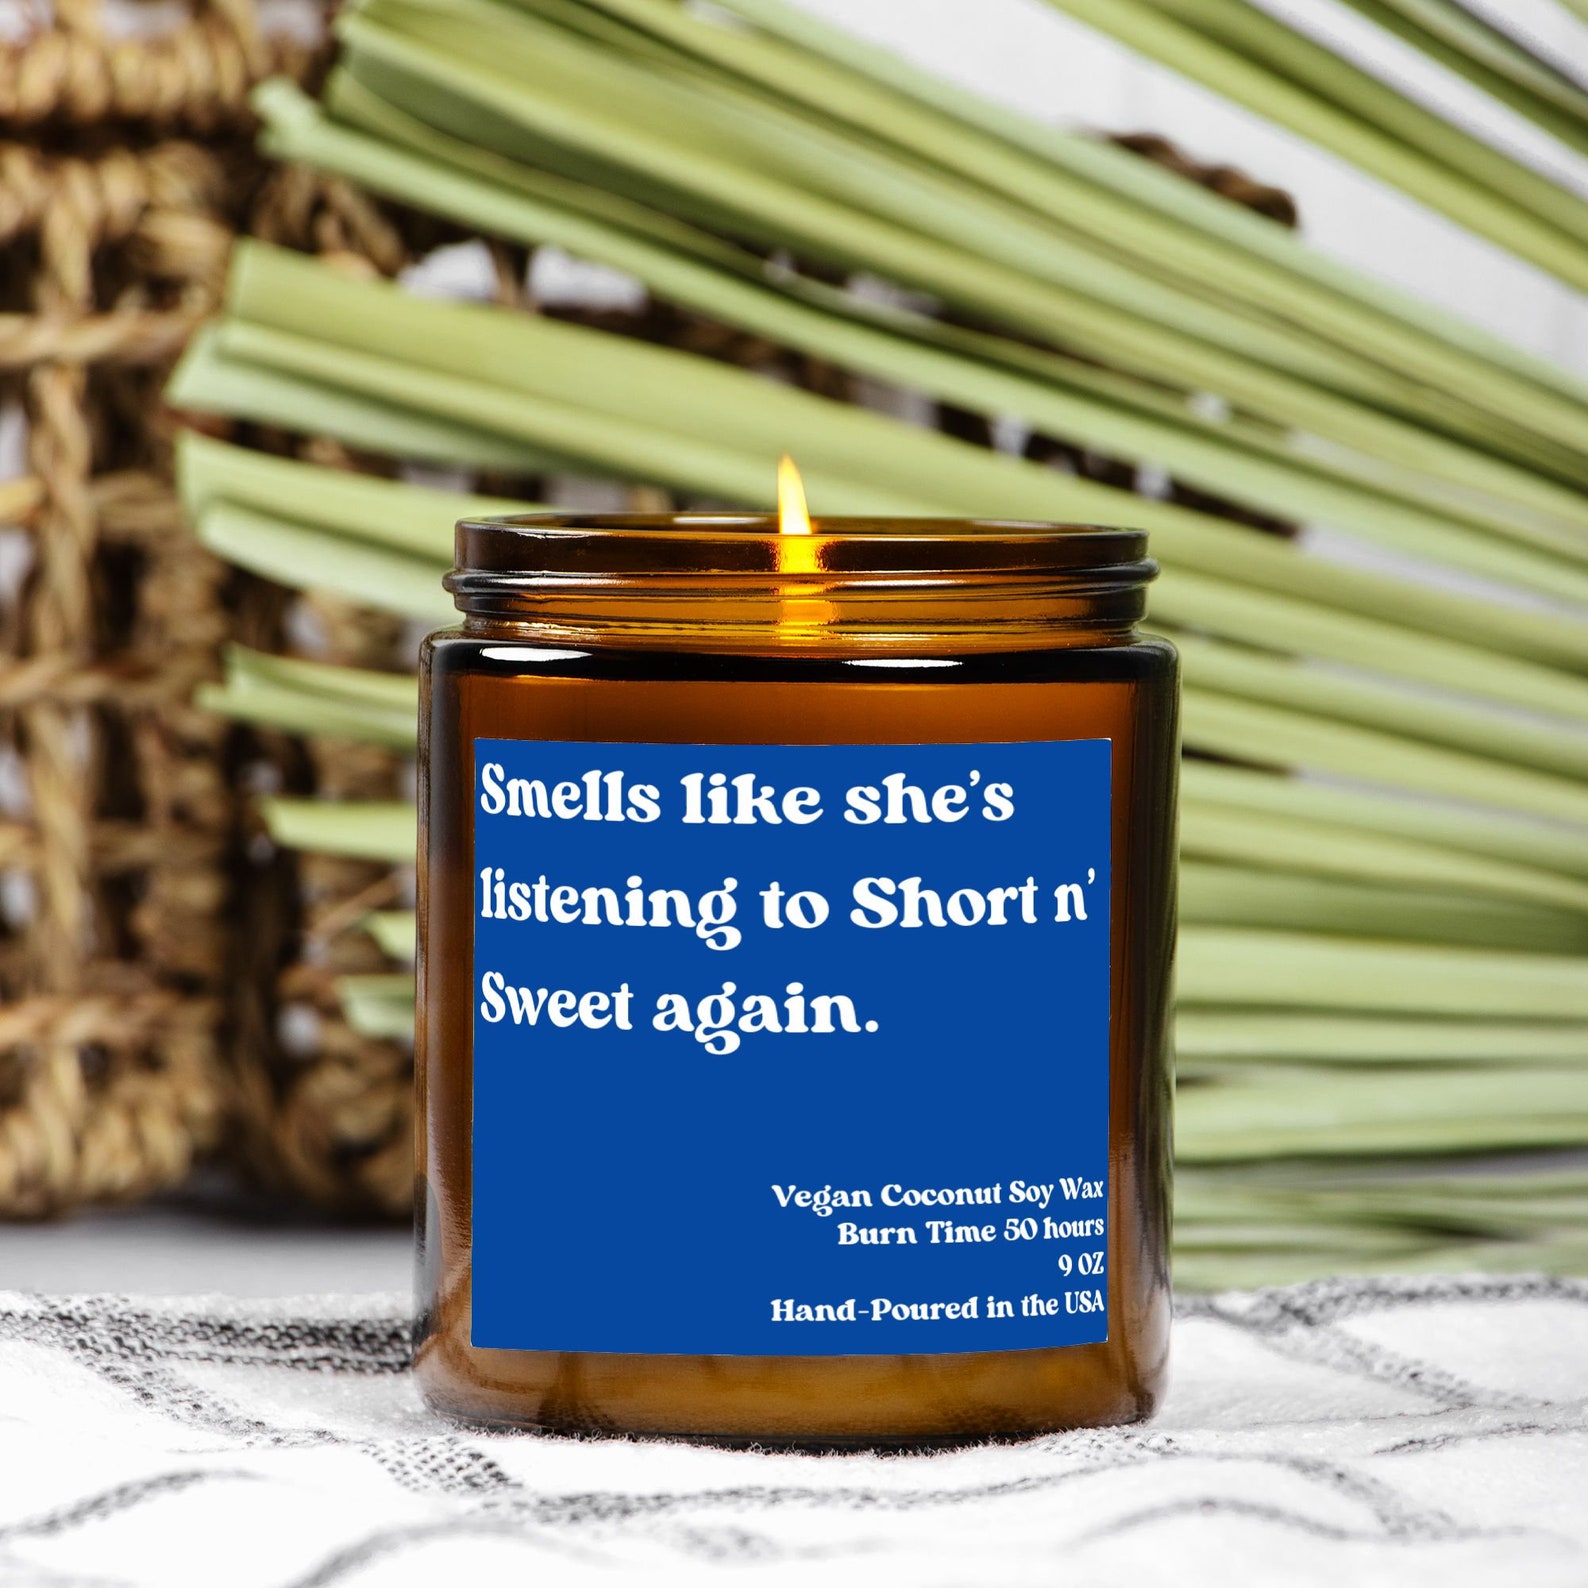 Smells like she's
listening to Short n'
Sweet again.
Vegan Coconut Soy Wax
Burn Time 50 hours
9 OZ
Hand-Poured in the USA